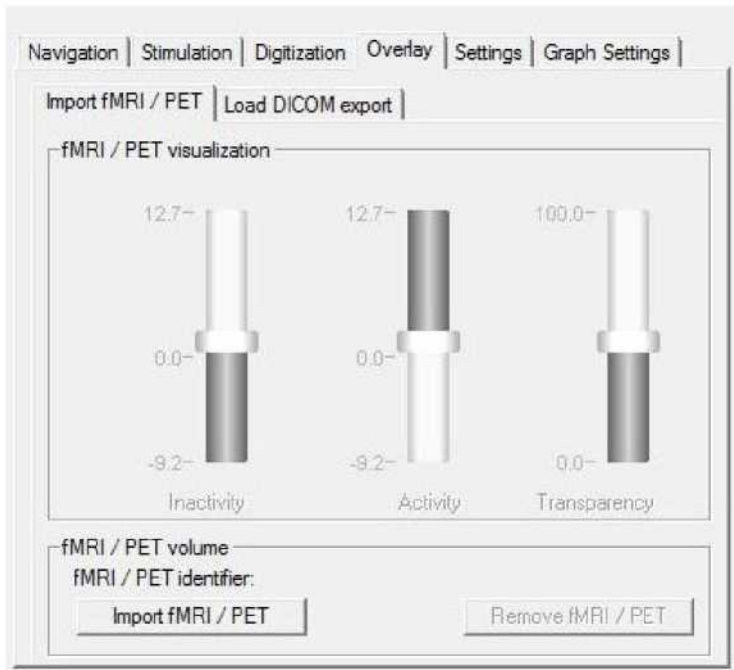 Navigation Stimulation Digitization Overlay Settings Graph Settings
Import fMRI / PET Load DICOM export
fMRI / PET visualization
12.7 12.7 100.0
0.0 0.0
-9.2 -9.2 0.0
Inactivity Activity Transparency
fMRI / PET volume
fMRI / PET identifier:
Import fMRI / PET Remove fMRI / PET